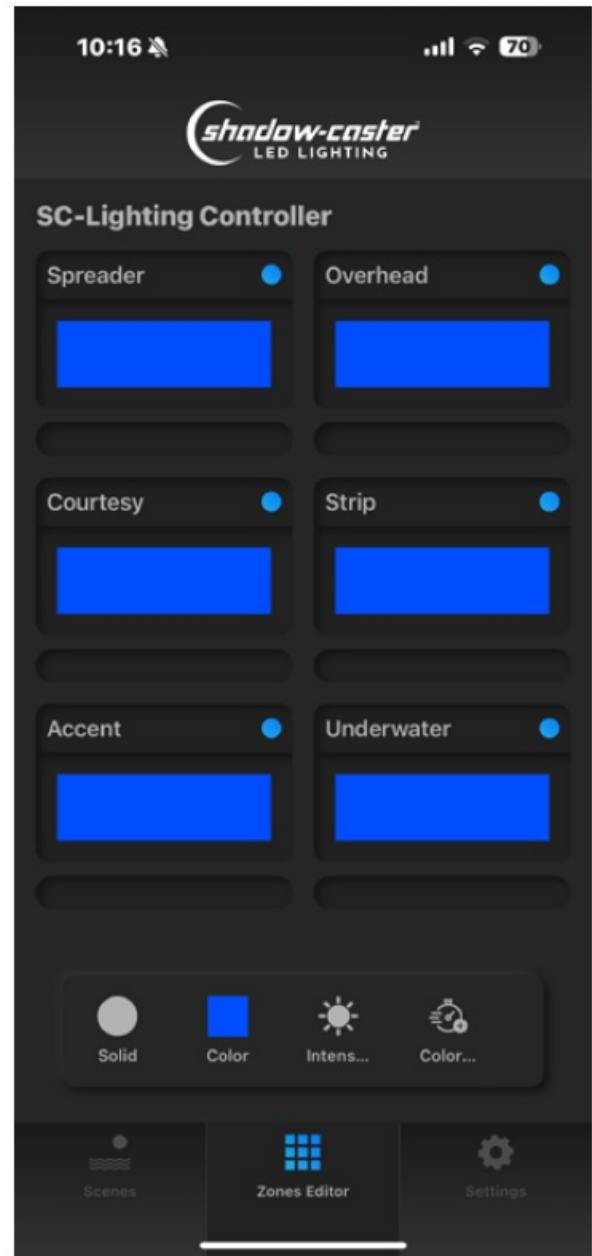 10:16
70
shadow-caster
LED LIGHTING
SC-Lighting Controller
Spreader
Overhead
Courtesy
Strip
Accent
Underwater
Solid
Color
Intens...
Color...
Scenes
Zones Editor
Settings